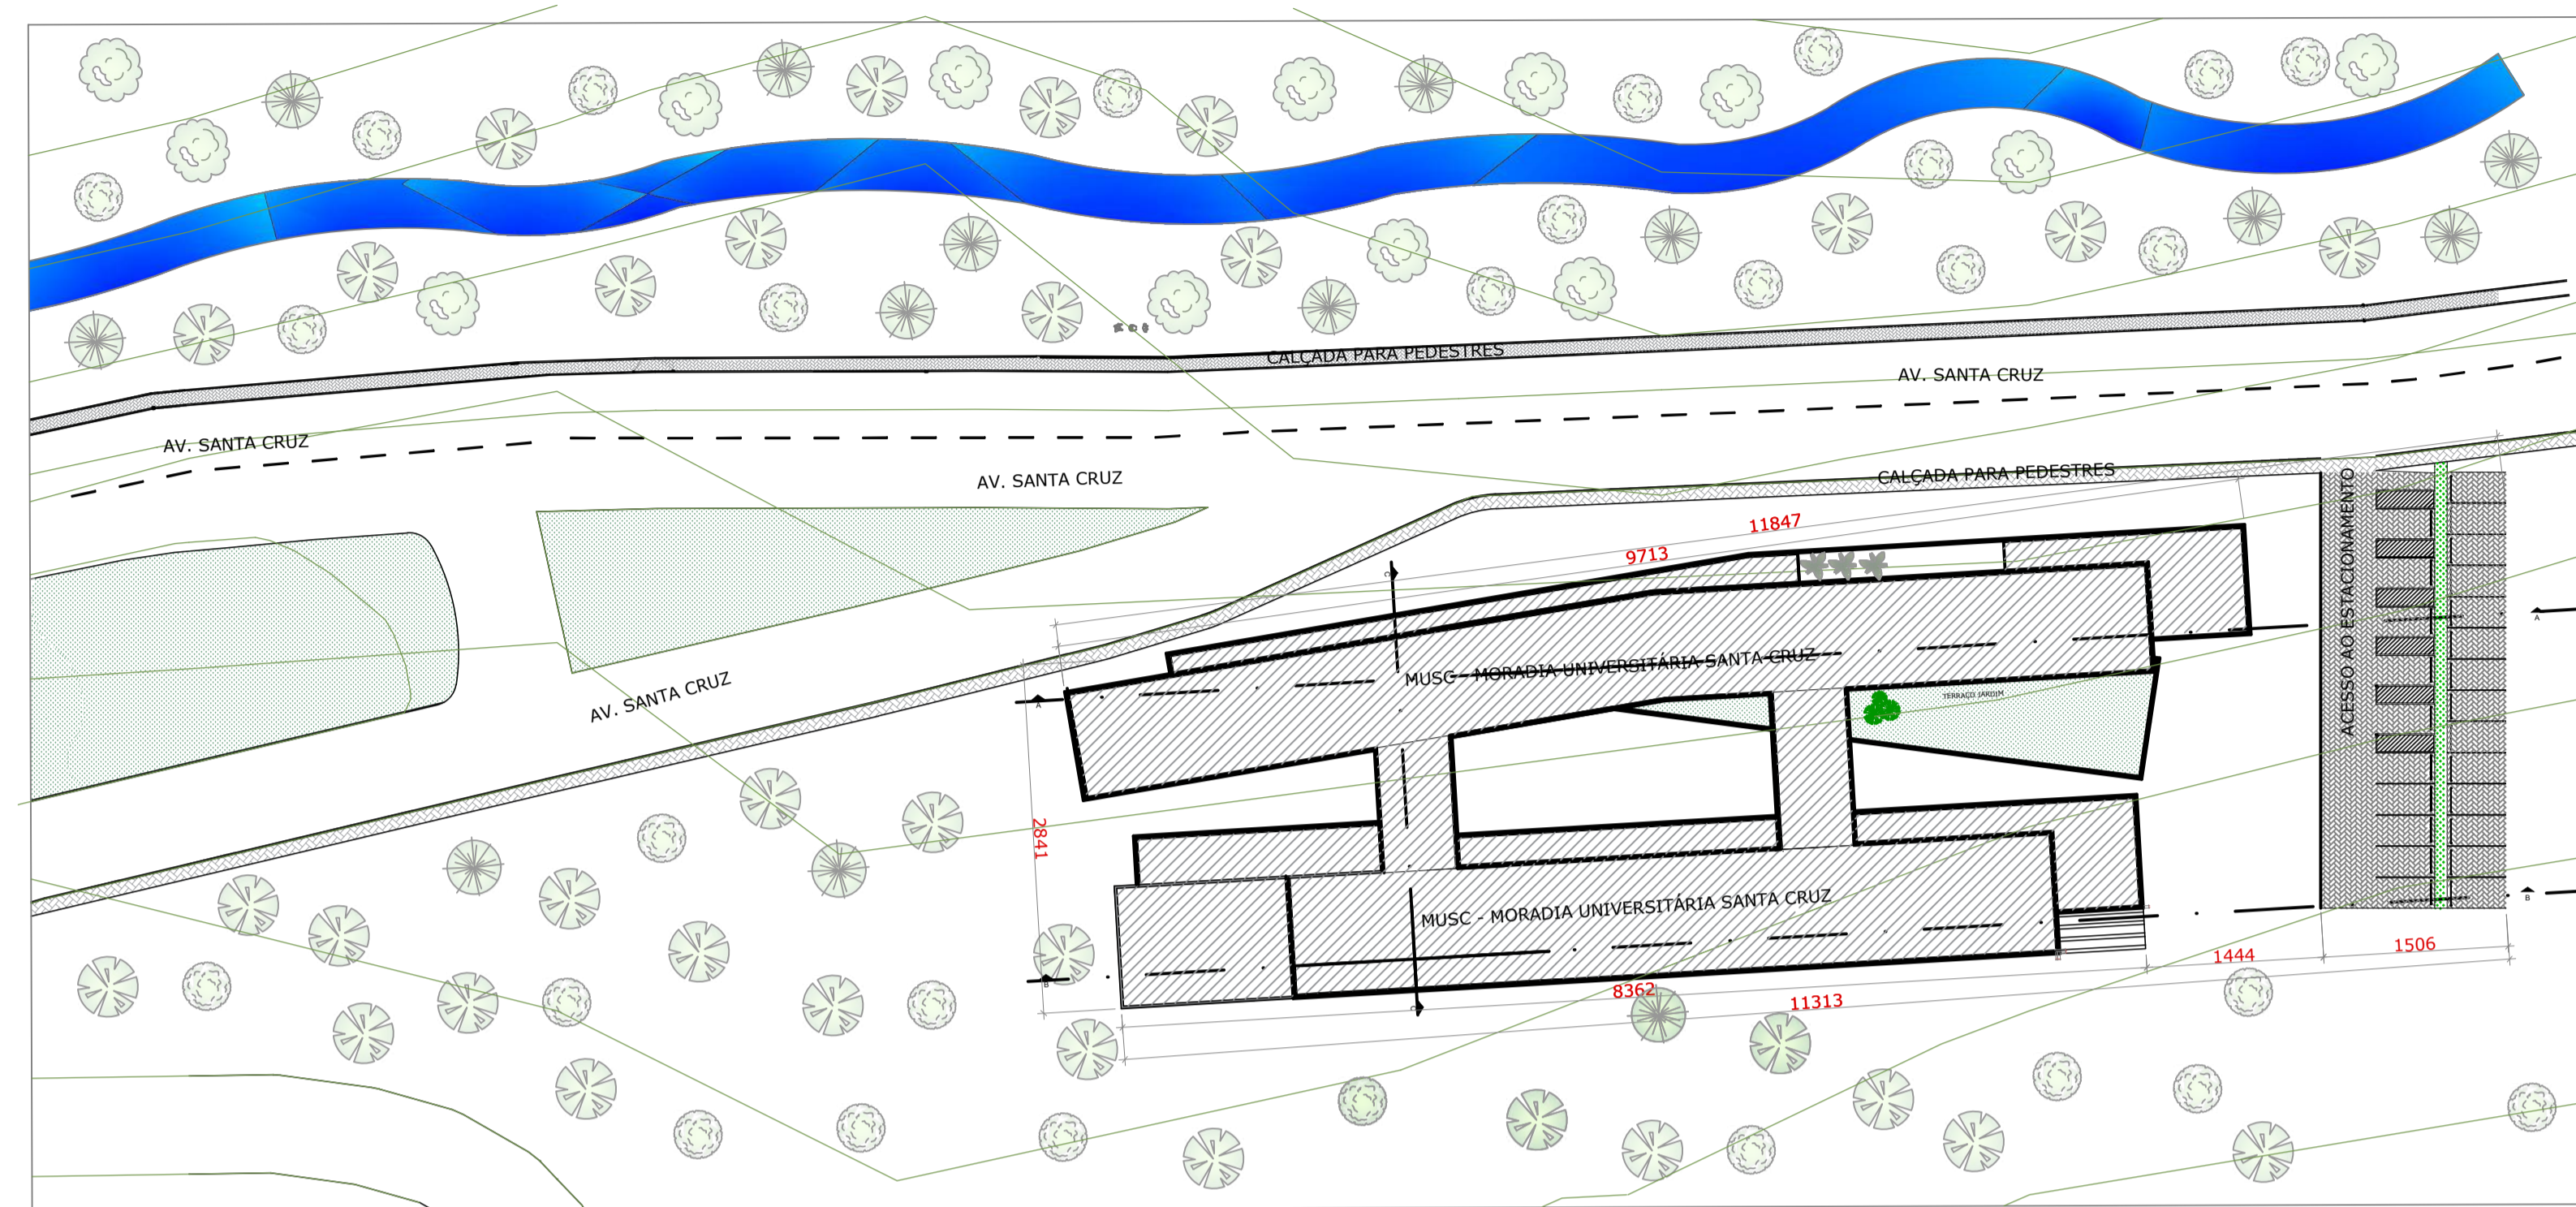 CALÇADA PARA PEDESTRES
AV. SANTA CRUZ
AV. SANTA CRUZ
AV. SANTA CRUZ
CALÇADA PARA PEDESTRES
ACESSO AO ESTACIONAMENTO
11847
9713
C
A
MUSC - MORADIA UNIVERSITÁRIA SANTA CRUZ
AV. SANTA CRUZ
TERRAÇO JARDIM
A
2841
MUSC - MORADIA UNIVERSITÁRIA SANTA CRUZ
B
B
1444
1506
8362
11313
C